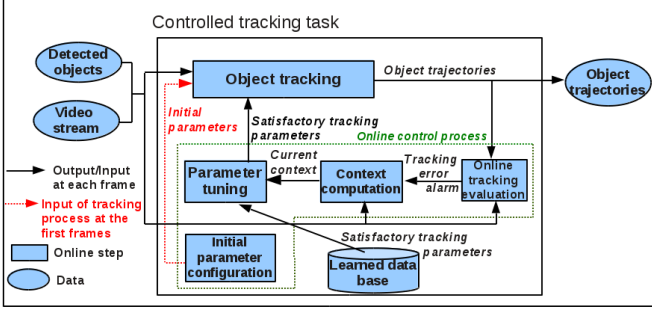 Controlled tracking task
Detected
objects
Video
stream
Object tracking
Object trajectories
Object
trajectories
Initial
parameters
Satisfactory tracking
parameters
Online control process
Output/Input
at each frame
Input of tracking
process at the
first frames
Online step
Data
Parameter
tuning
Current
context
Context
computation
Tracking
error
alarm
Online
tracking
evaluation
Initial
parameter
configuration
Satisfactory tracking
parameters
Learned data
base